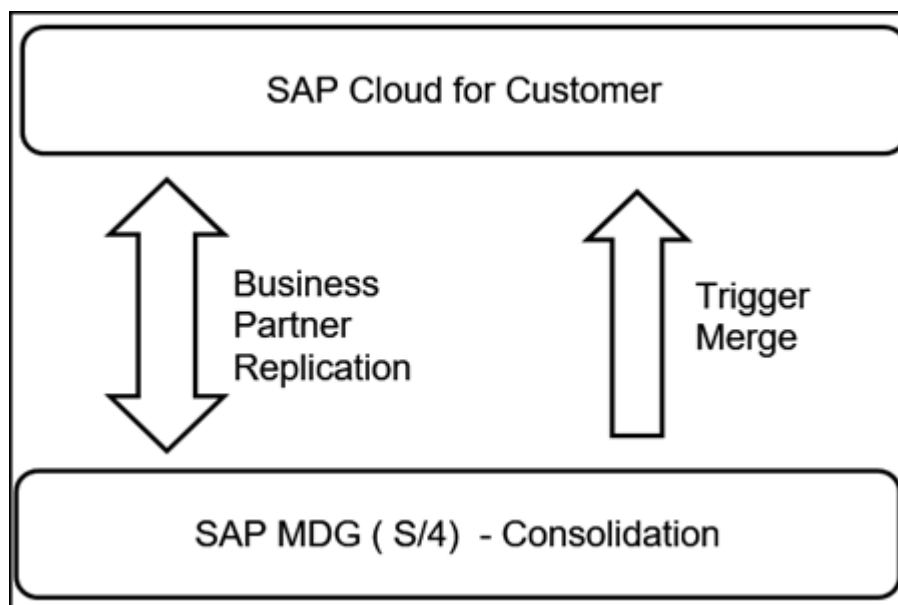 SAP Cloud for Customer
Business
Partner
Replication
Trigger
Merge
SAP MDG ( S/4) - Consolidation